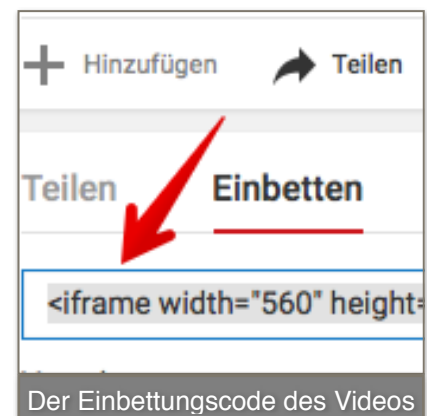 Hinzufügen Teilen
Teilen Einbetten
<iframe width="560" height=
Der Einbettungscode des Videos